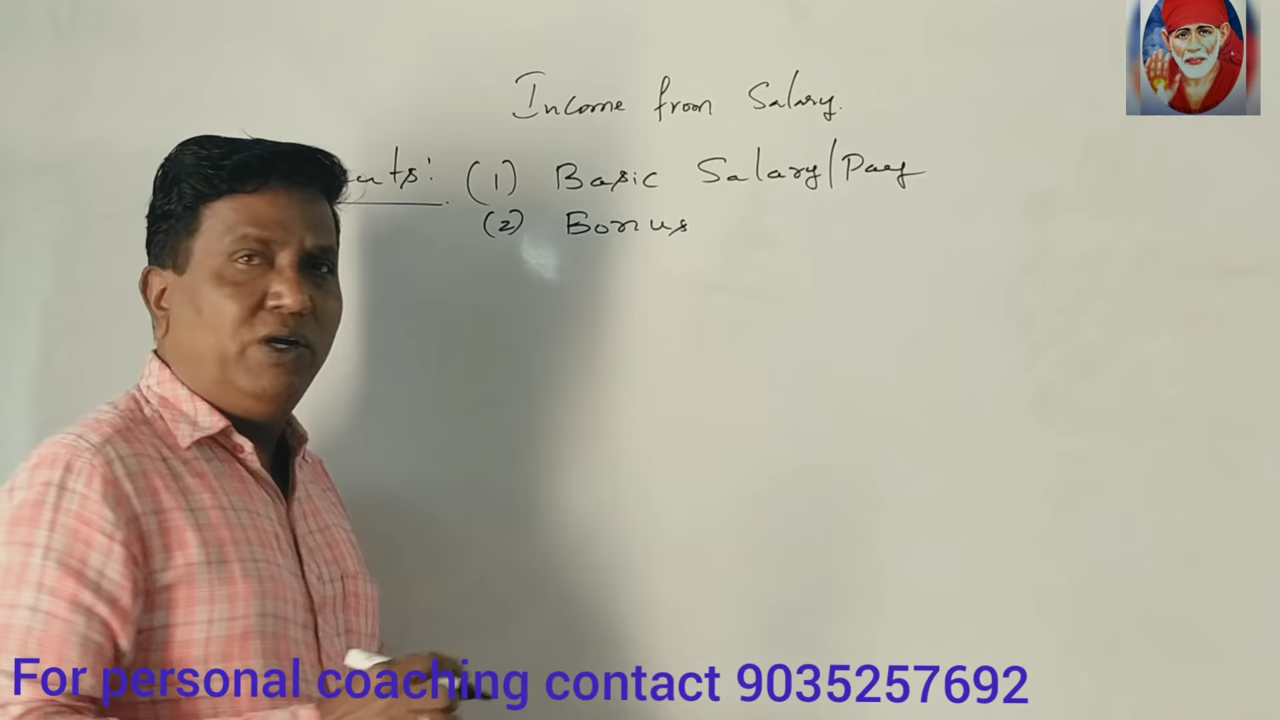 Income from Salary.
(1) Basic Salary/Pay
(2) Bonus
For personal coaching contact 9035257692